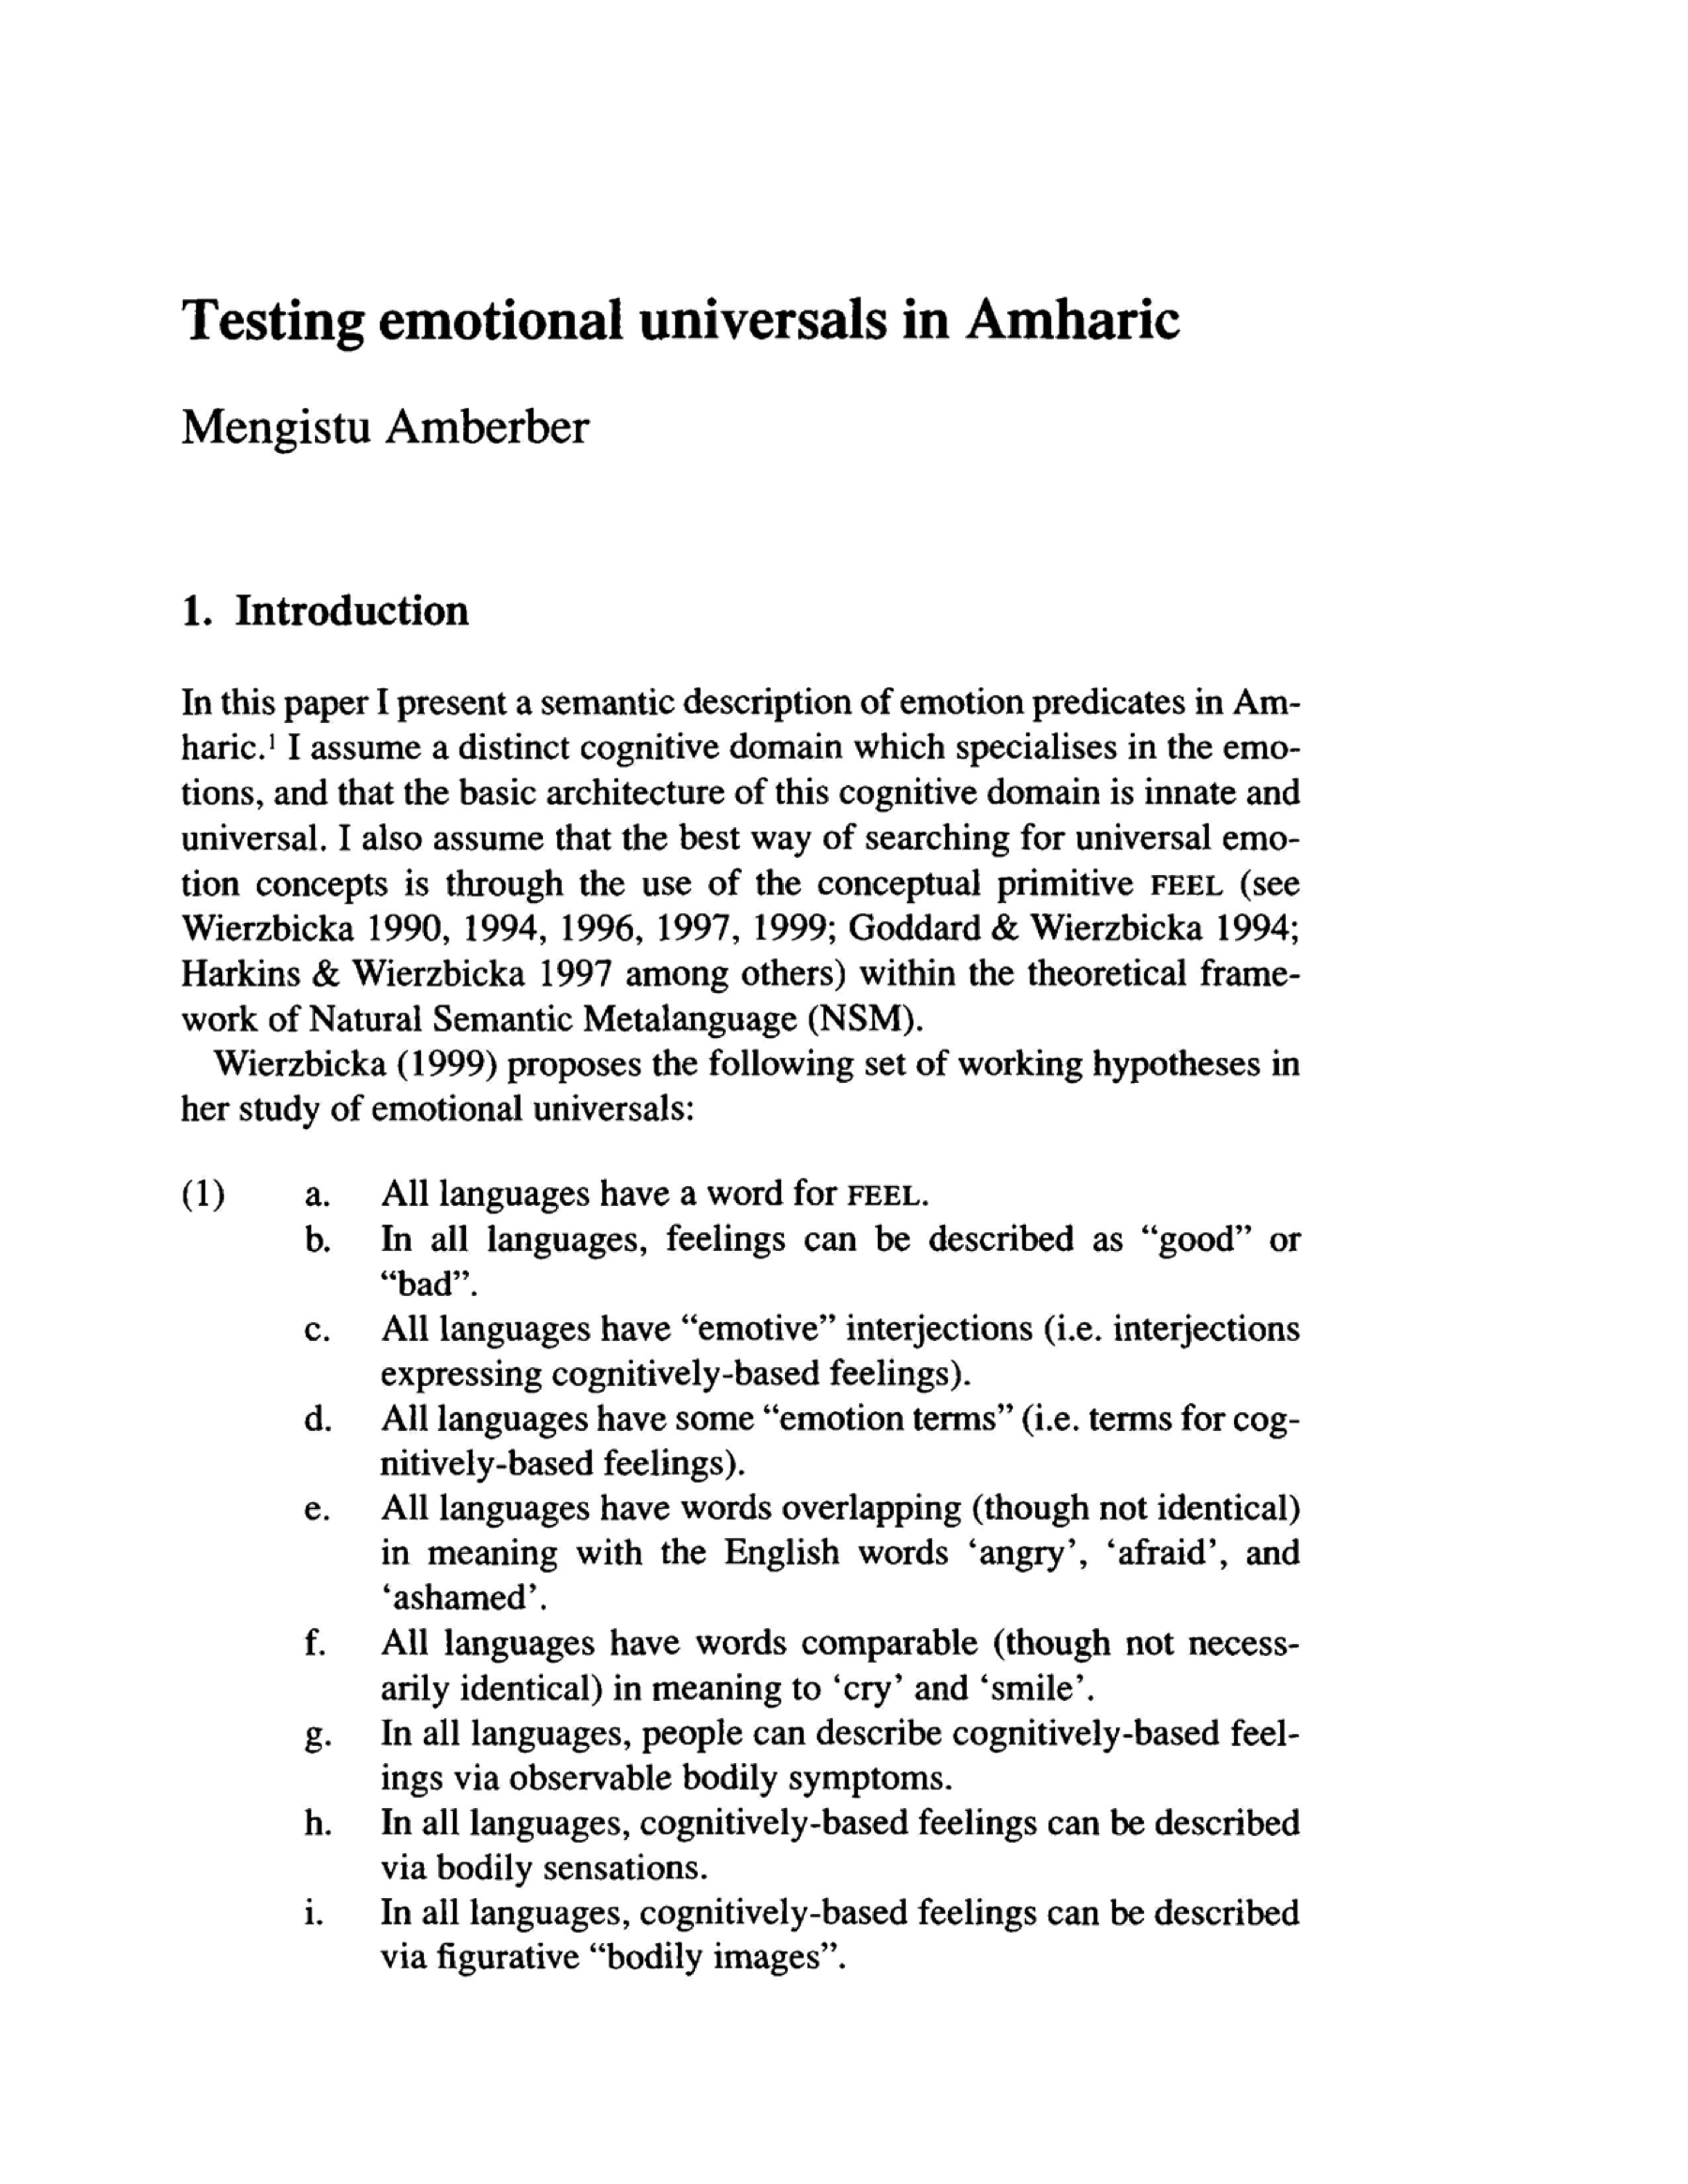 Testing emotional universals in Amharic
Mengistu Amberber
1. Introduction
In this paper I present a semantic description of emotion predicates in Am-
haric.¹ I assume a distinct cognitive domain which specialises in the emo-
tions, and that the basic architecture of this cognitive domain is innate and
universal. I also assume that the best way of searching for universal emo-
tion concepts is through the use of the conceptual primitive FEEL (see
Wierzbicka 1990, 1994, 1996, 1997, 1999; Goddard & Wierzbicka 1994;
Harkins & Wierzbicka 1997 among others) within the theoretical frame-
work of Natural Semantic Metalanguage (NSM).
Wierzbicka (1999) proposes the following set of working hypotheses in
her study of emotional universals:
(1) a. All languages have a word for FEEL.
b. In all languages, feelings can be described as “good” or
“bad”.
c. All languages have “emotive” interjections (i.e. interjections
expressing cognitively-based feelings).
d. All languages have some “emotion terms” (i.e. terms for cog-
nitively-based feelings).
e. All languages have words overlapping (though not identical)
in meaning with the English words ‘angry’, ‘afraid’, and
‘ashamed’.
f. All languages have words comparable (though not necess-
arily identical) in meaning to ‘cry’ and ‘smile’.
g. In all languages, people can describe cognitively-based feel-
ings via observable bodily symptoms.
h. In all languages, cognitively-based feelings can be described
via bodily sensations.
i. In all languages, cognitively-based feelings can be described
via figurative “bodily images”.